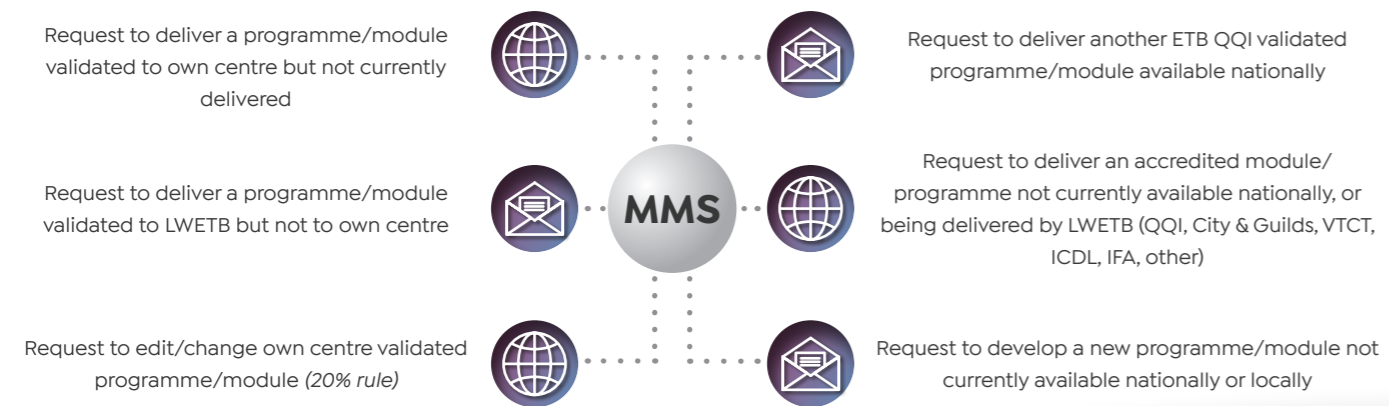 Request to deliver a programme/module
validated to own centre but not currently
delivered
Request to deliver a programme/module
validated to LWETB but not to own centre
Request to edit/change own centre validated
programme/module (20% rule)
MMS
Request to deliver another ETB QQI validated
programme/module available nationally
Request to deliver an accredited module/
programme not currently available nationally, or
being delivered by LWETB (QQI, City & Guilds, VTCT,
ICDL, IFA, other)
Request to develop a new programme/module not
currently available nationally or locally